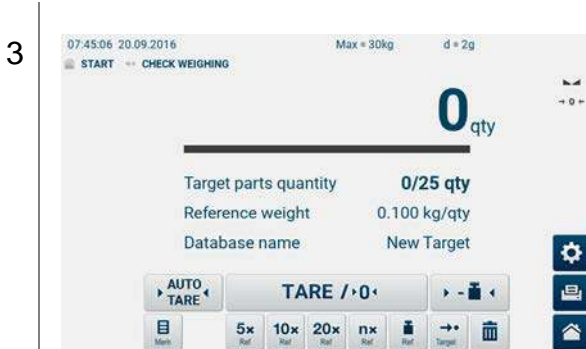 3
07:45:06 20.09.2016 Max = 30kg d = 2g
START CHECK WEIGHING
0 qty
→ 0 ←
Target parts quantity 0/25 qty
Reference weight 0.100 kg/qty
Database name New Target
AUTO TARE
TARE / 0
5x Ref 10x Ref 20x Ref nx Ref Ref Target
Mem